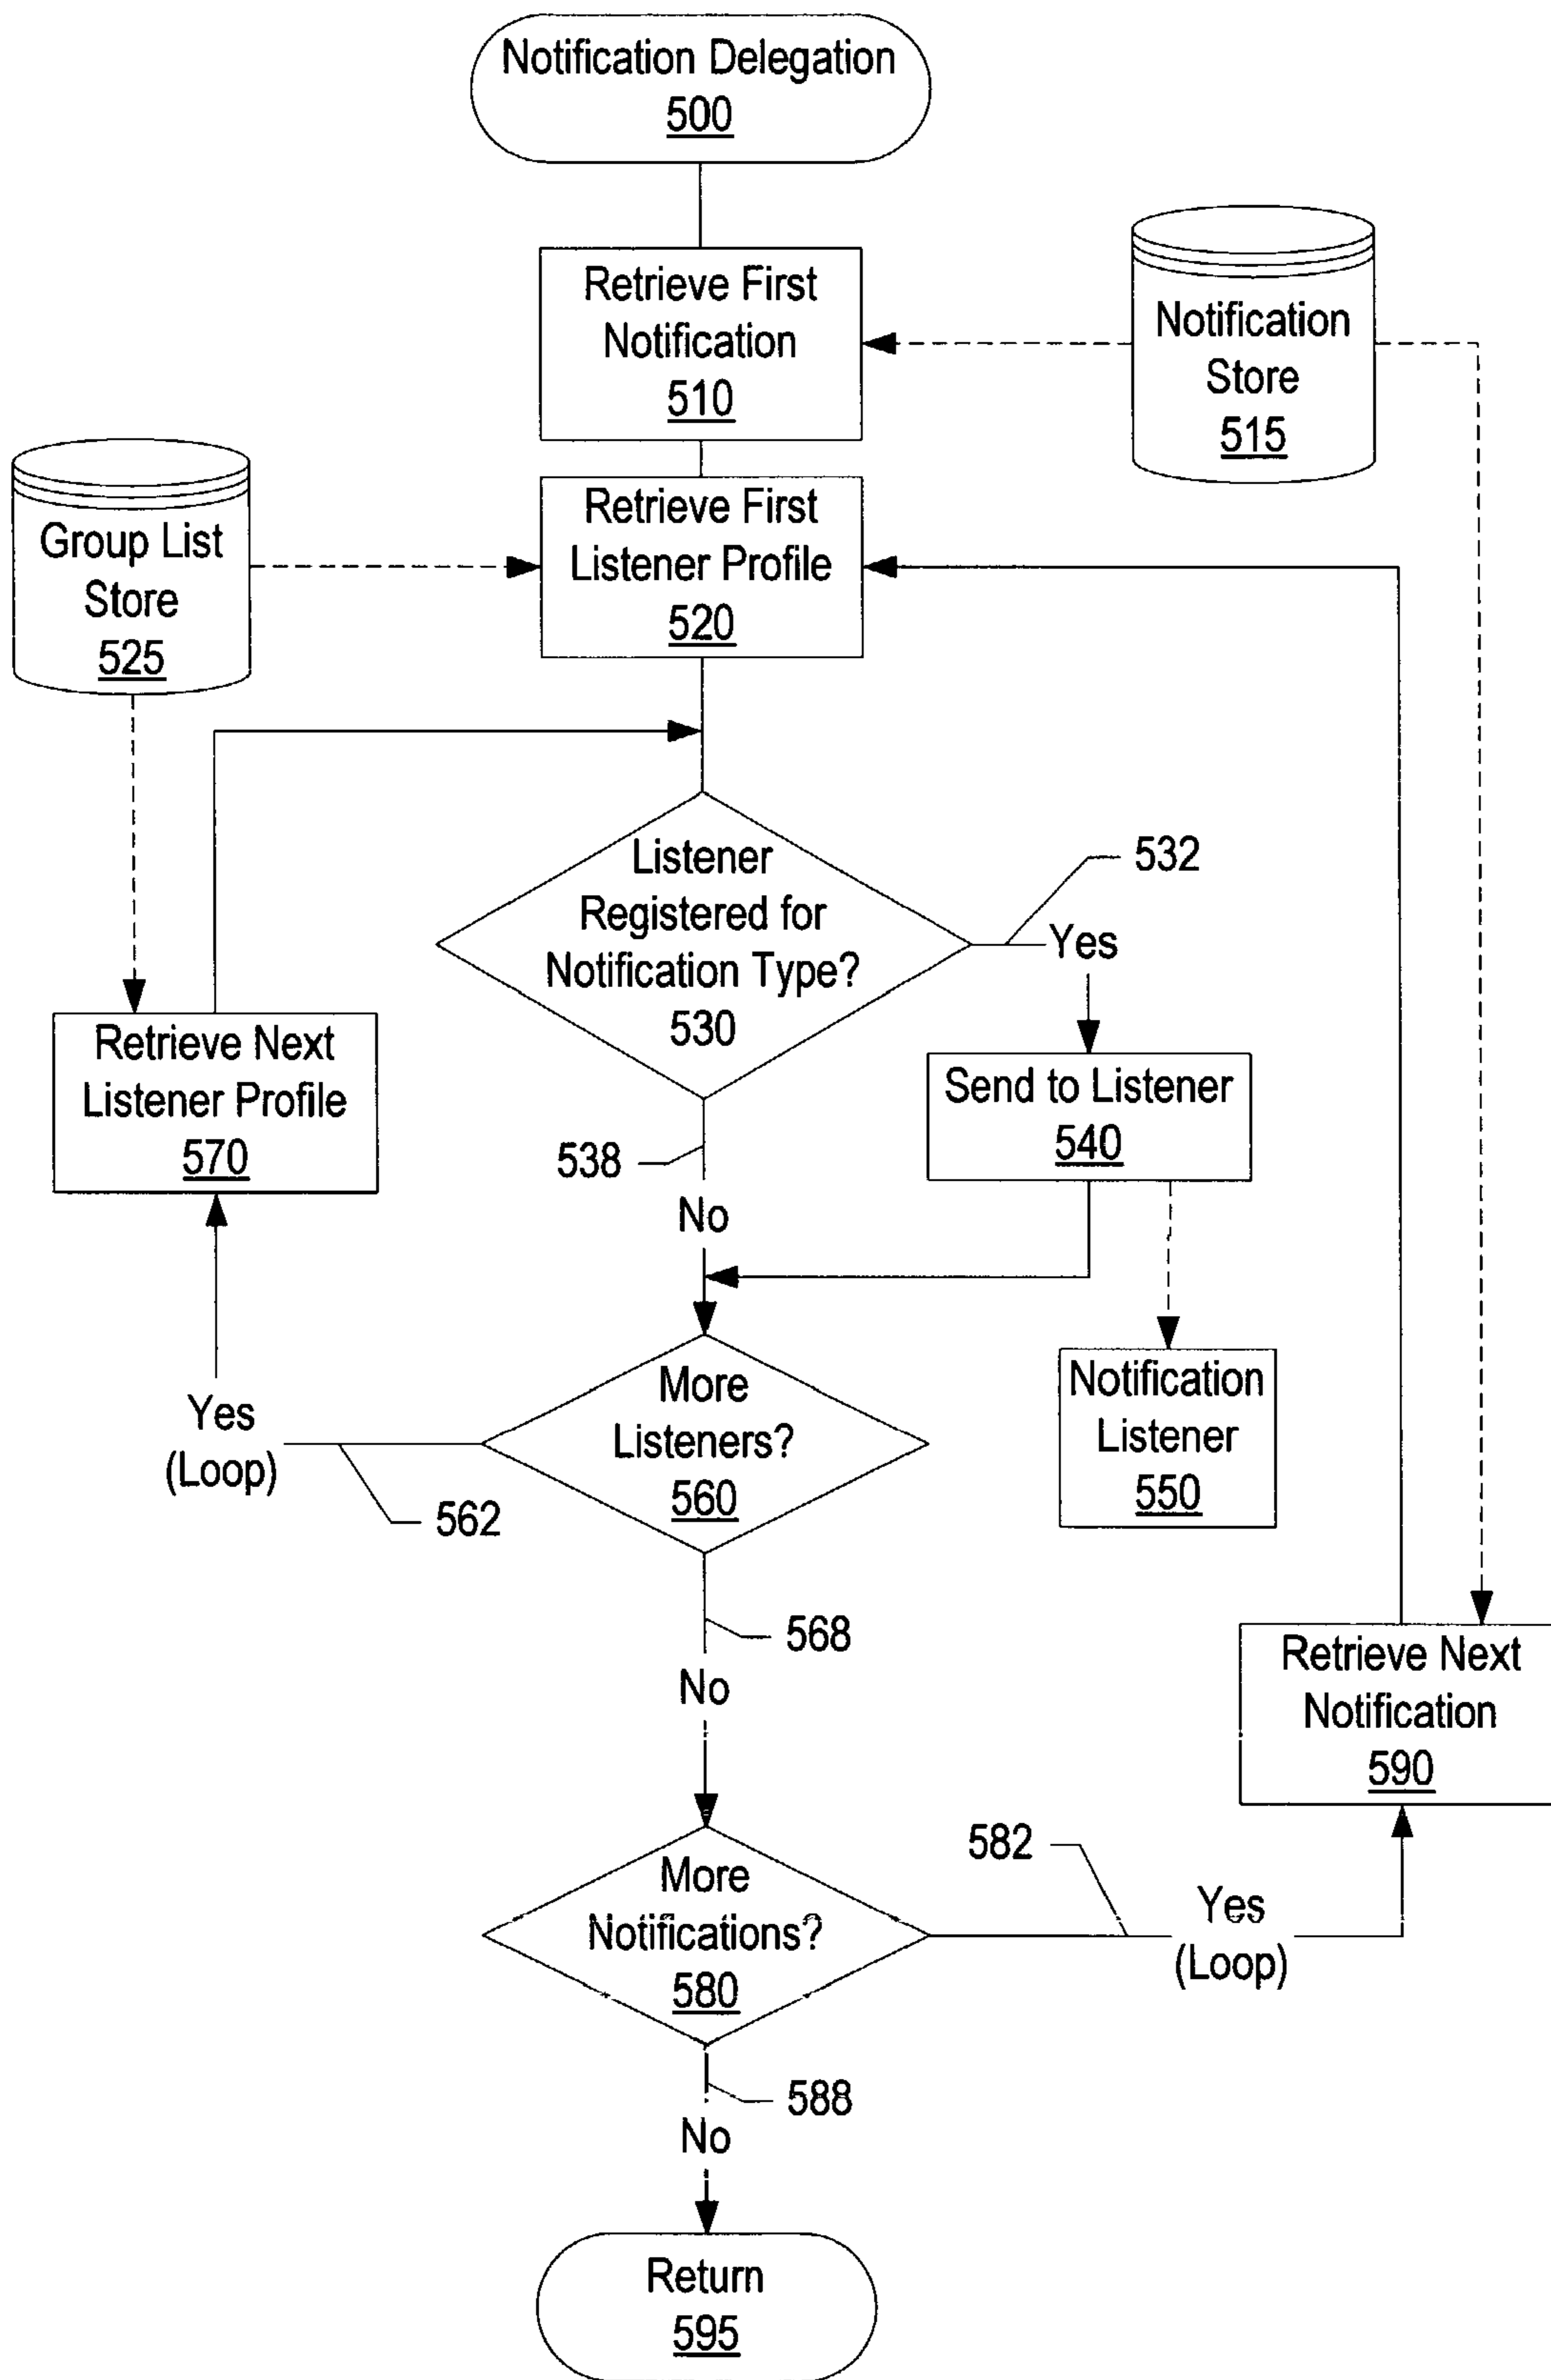 Notification Delegation
500
Retrieve First
Notification
510
Notification
Store
515
Group List
Store
525
Retrieve First
Listener Profile
520
Listener
Registered for
Notification Type?
530
532
Yes
Retrieve Next
Listener Profile
570
Send to Listener
540
538
No
More
Listeners?
560
Yes
(Loop)
562
Notification
Listener
550
568
No
Retrieve Next
Notification
590
More
Notifications?
580
582
Yes
(Loop)
588
No
Return
595